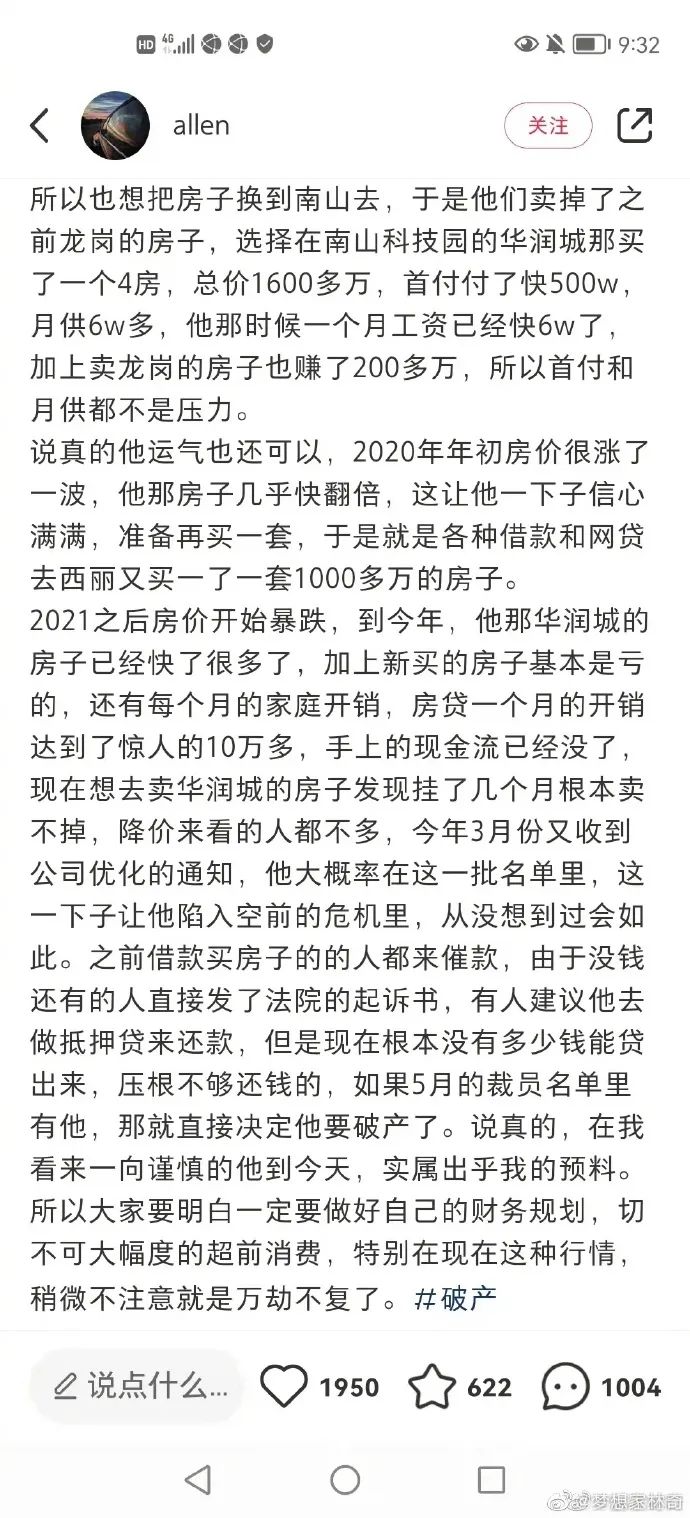 HD 4G 9:32
allen 关注
所以也想把房子换到南山去，于是他们卖掉了之
前龙岗的房子，选择在南山科技园的华润城那买
了一个4房，总价1600多万，首付付了快500w，
月供6w多，他那时候一个月工资已经快6w了，
加上卖龙岗的房子也赚了200多万，所以首付和
月供都不是压力。
说真的他运气也还可以，2020年年初房价很涨了
一波，他那房子几乎快翻倍，这让他一下子信心
满满，准备再买一套，于是就是各种借款和网贷
去西丽又买一了一套1000多万的房子。
2021之后房价开始暴跌，到今年，他那华润城的
房子已经快了很多了，加上新买的房子基本是亏
的，还有每个月的家庭开销，房贷一个月的开销
达到了惊人的10万多，手上的现金流已经没了，
现在想去卖华润城的房子发现挂了几个月根本卖
不掉，降价来看的人都不多，今年3月份又收到
公司优化的通知，他大概率在这一批名单里，这
一下子让他陷入空前的危机里，从没想到过会如
此。之前借款买房子的的人都来催款，由于没钱
还有的人直接发了法院的起诉书，有人建议他去
做抵押贷来还款，但是现在根本没有多少钱能贷
出来，压根不够还钱的，如果5月的裁员名单里
有他，那就直接决定他要破产了。说真的，在我
看来一向谨慎的他到今天，实属出乎我的预料。
所以大家要明白一定要做好自己的财务规划，切
不可大幅度的超前消费，特别在现在这种行情，
稍微不注意就是万劫不复了。#破产
说点什么... 1950 622 1004
梦想家林奇